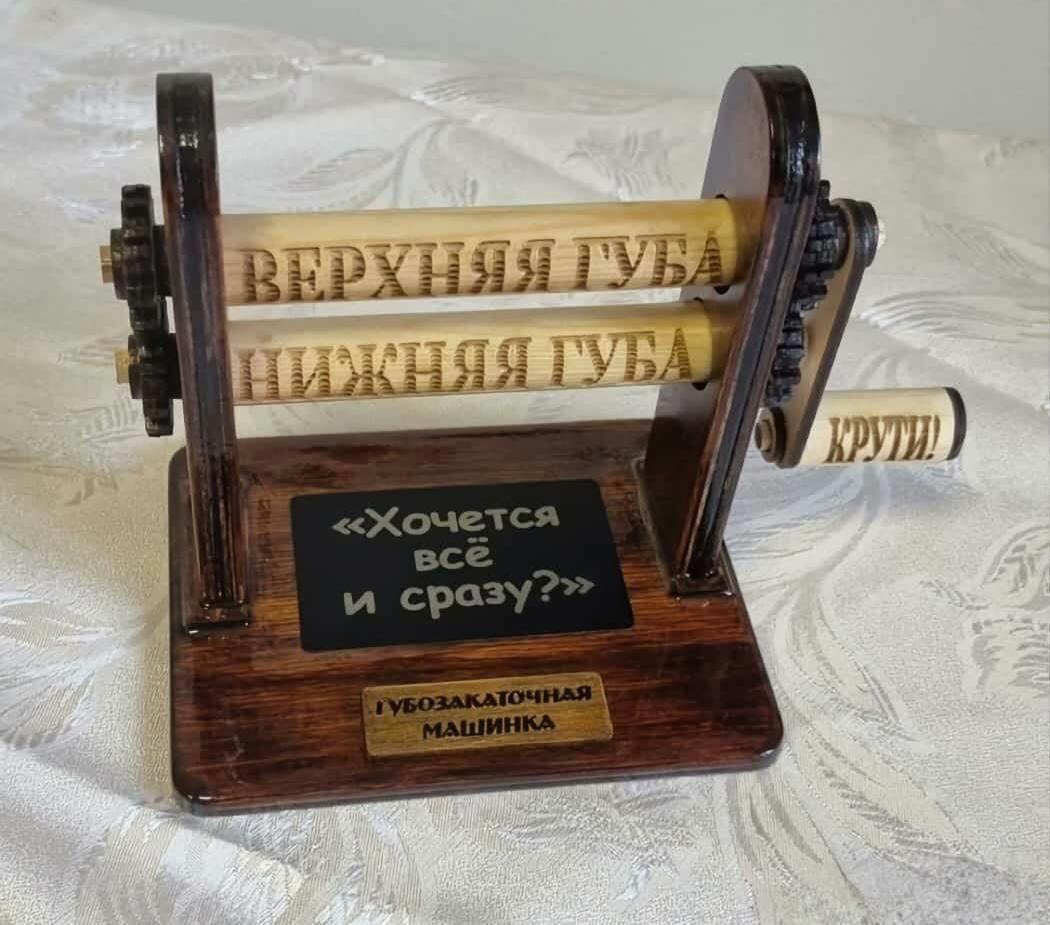 ВЕРХНЯЯ ГУБА
НИЖНЯЯ ГУБА
КРУТИ!
«Хочется
всё
и сразу?»
ГУБОЗАКАТОЧНАЯ
МАШИНКА